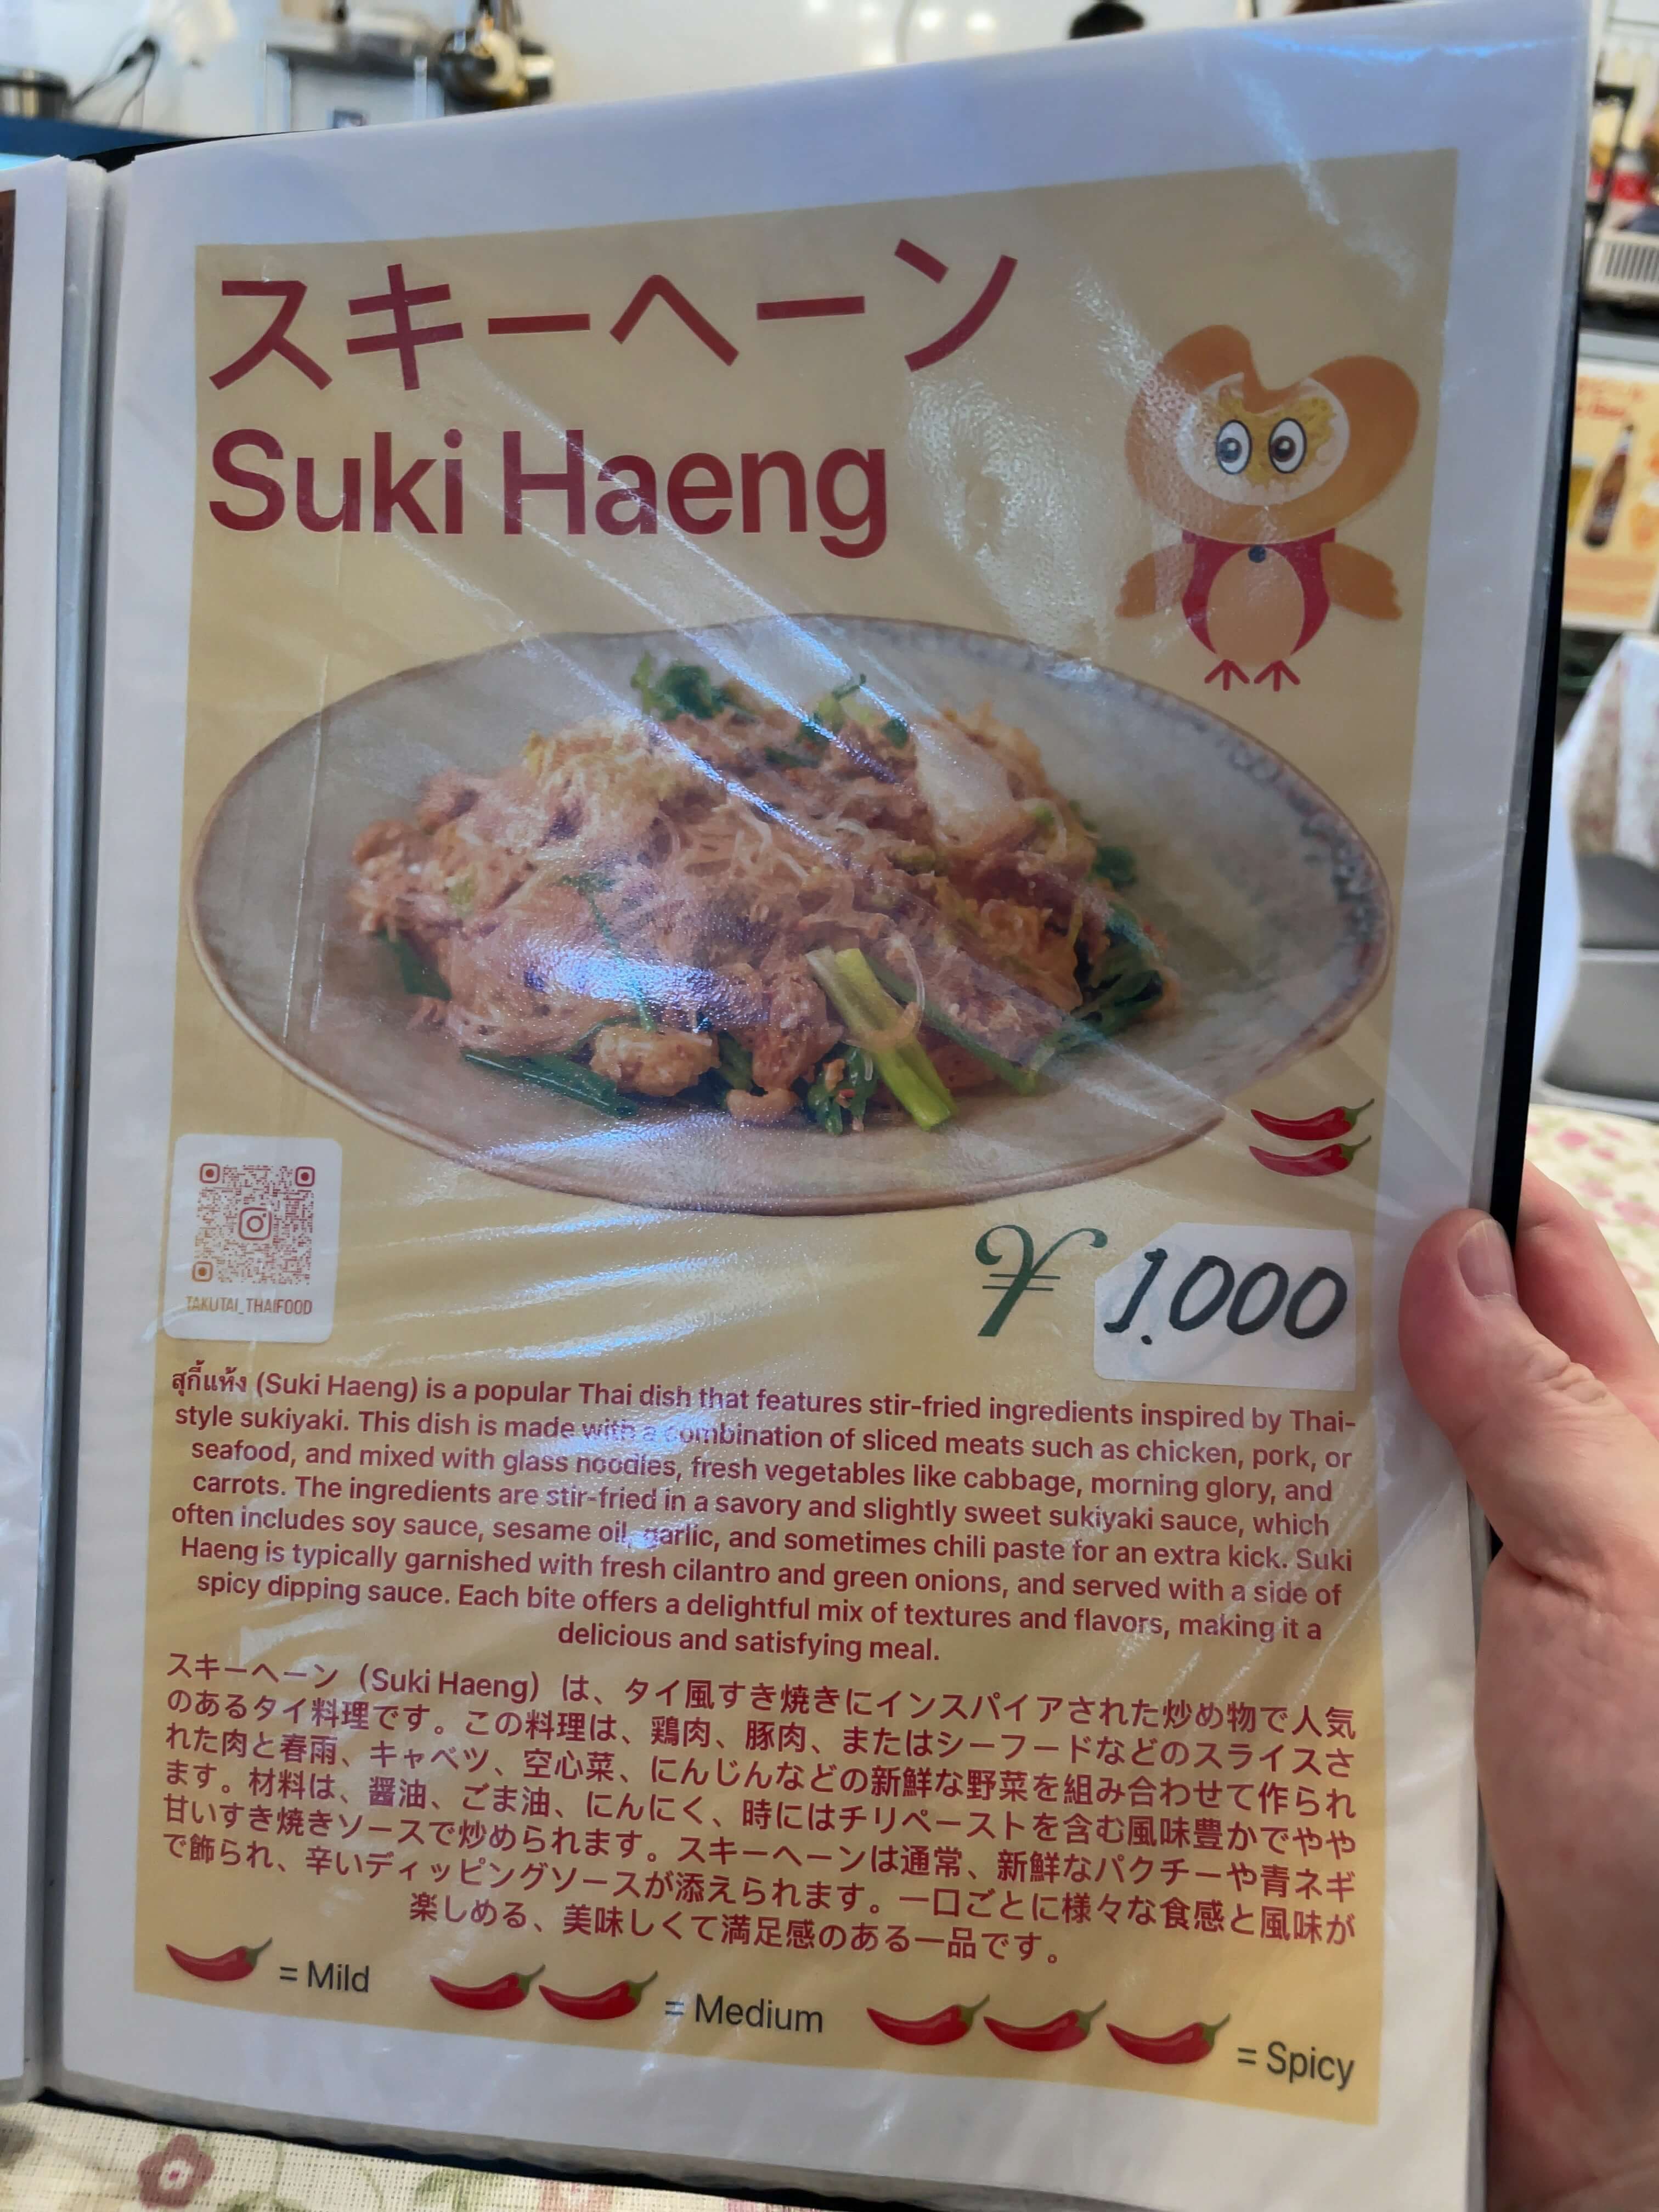 スキーヘーン
Suki Haeng
TAKUTAI_THAIFOOD
¥ 1.000
สุกี้แห้ง (Suki Haeng) is a popular Thai dish that features stir-fried ingredients inspired by Thai-
style sukiyaki. This dish is made with a combination of sliced meats such as chicken, pork, or
seafood, and mixed with glass noodles, fresh vegetables like cabbage, morning glory, and
carrots. The ingredients are stir-fried in a savory and slightly sweet sukiyaki sauce, which
often includes soy sauce, sesame oil, garlic, and sometimes chili paste for an extra kick. Suki
Haeng is typically garnished with fresh cilantro and green onions, and served with a side of
spicy dipping sauce. Each bite offers a delightful mix of textures and flavors, making it a
delicious and satisfying meal.
スキーヘーン（Suki Haeng）は、タイ風すき焼きにインスパイアされた炒め物で人気
のあるタイ料理です。この料理は、鶏肉、豚肉、またはシーフードなどのスライスさ
れた肉と春雨、キャベツ、空心菜、にんじんなどの新鮮な野菜を組み合わせて作られ
ます。材料は、醤油、ごま油、にんにく、時にはチリペーストを含む風味豊かでやや
甘いすき焼きソースで炒められます。スキーヘーンは通常、新鮮なパクチーや青ネギ
で飾られ、辛いディッピングソースが添えられます。一口ごとに様々な食感と風味が
楽しめる、美味しくて満足感のある一品です。
= Mild = Medium = Spicy